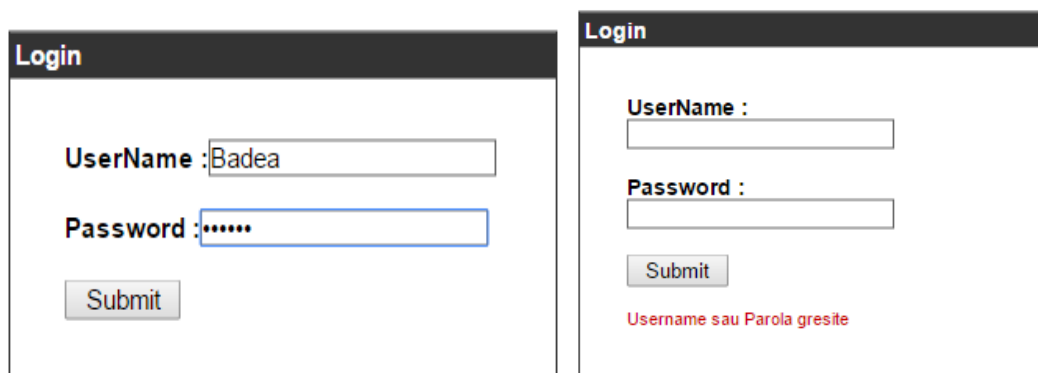 Login
UserName :Badea
Password :••••••
Submit
Login
UserName :
Password :
Submit
Username sau Parola gresite